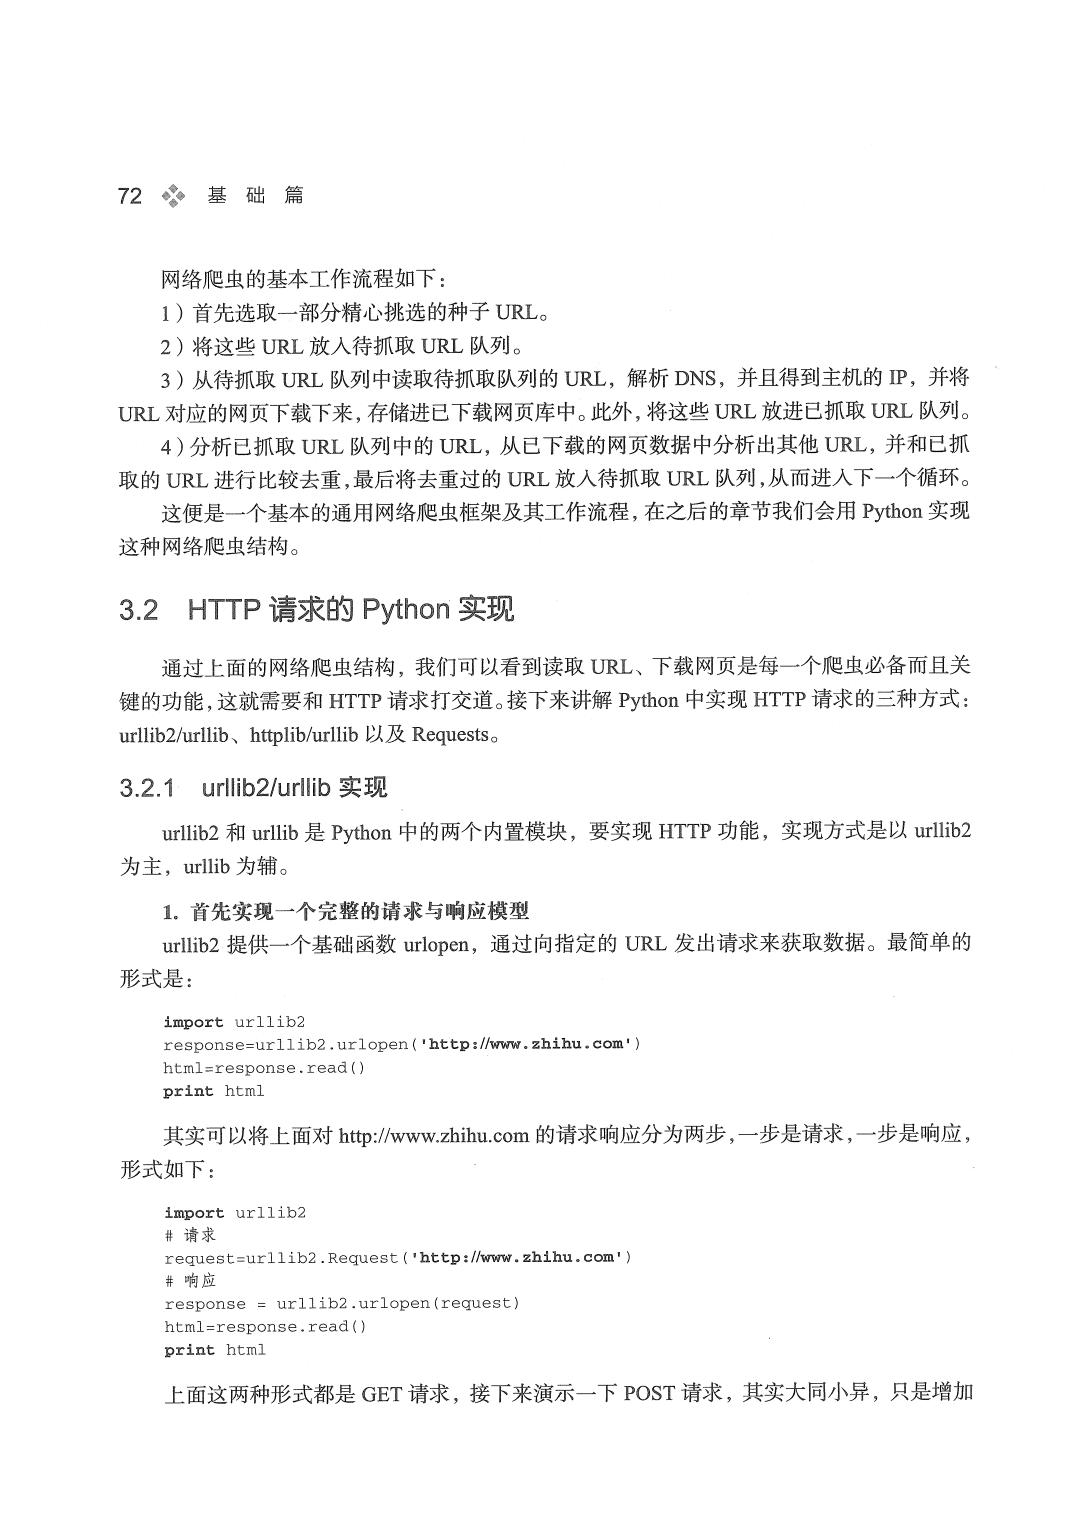 72 基 础 篇
网络爬虫的基本工作流程如下：
1）首先选取一部分精心挑选的种子 URL。
2）将这些 URL 放入待抓取 URL 队列。
3）从待抓取 URL 队列中读取待抓取队列的 URL，解析 DNS，并且得到主机的 IP，并将
URL 对应的网页下载下来，存储进已下载网页库中。此外，将这些 URL 放进已抓取 URL 队列。
4）分析已抓取 URL 队列中的 URL，从已下载的网页数据中分析出其他 URL，并和已抓
取的 URL 进行比较去重，最后将去重过的 URL 放入待抓取 URL 队列，从而进入下一个循环。
这便是一个基本的通用网络爬虫框架及其工作流程，在之后的章节我们会用 Python 实现
这种网络爬虫结构。
3.2 HTTP 请求的 Python 实现
通过上面的网络爬虫结构，我们可以看到读取 URL、下载网页是每一个爬虫必备而且关
键的功能，这就需要和 HTTP 请求打交道。接下来讲解 Python 中实现 HTTP 请求的三种方式：
urllib2/urllib、httplib/urllib 以及 Requests。
3.2.1 urllib2/urllib 实现
urllib2 和 urllib 是 Python 中的两个内置模块，要实现 HTTP 功能，实现方式是以 urllib2
为主，urllib 为辅。
1. 首先实现一个完整的请求与响应模型
urllib2 提供一个基础函数 urlopen，通过向指定的 URL 发出请求来获取数据。最简单的
形式是：
import urllib2
response=urllib2.urlopen('http://www.zhihu.com')
html=response.read()
print html
其实可以将上面对 http://www.zhihu.com 的请求响应分为两步，一步是请求，一步是响应，
形式如下：
import urllib2
# 请求
request=urllib2.Request('http://www.zhihu.com')
# 响应
response = urllib2.urlopen(request)
html=response.read()
print html
上面这两种形式都是 GET 请求，接下来演示一下 POST 请求，其实大同小异，只是增加